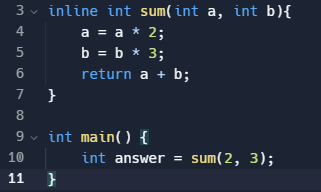 3 inline int sum(int a, int b){
4     a = a * 2;
5     b = b * 3;
6     return a + b;
7 }
8
9 int main() {
10     int answer = sum(2, 3);
11 }